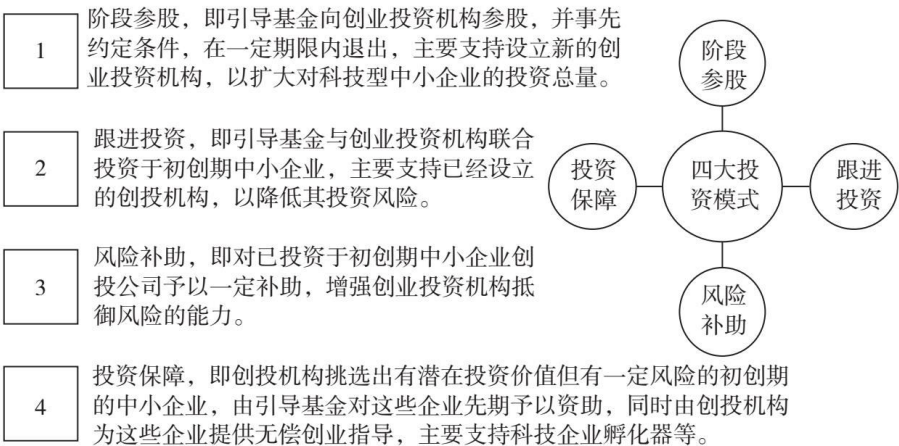 1
阶段参股，即引导基金向创业投资机构参股，并事先
约定条件，在一定期限内退出，主要支持设立新的创
业投资机构，以扩大对科技型中小企业的投资总量。
2
跟进投资，即引导基金与创业投资机构联合
投资于初创期中小企业，主要支持已经设立
的创投机构，以降低其投资风险。
3
风险补助，即对已投资于初创期中小企业创
投公司予以一定补助，增强创业投资机构抵
御风险的能力。
4
投资保障，即创投机构挑选出有潜在投资价值但有一定风险的初创期
的中小企业，由引导基金对这些企业先期予以资助，同时由创投机构
为这些企业提供无偿创业指导，主要支持科技企业孵化器等。
阶段
参股
投资
保障
四大投
资模式
跟进
投资
风险
补助